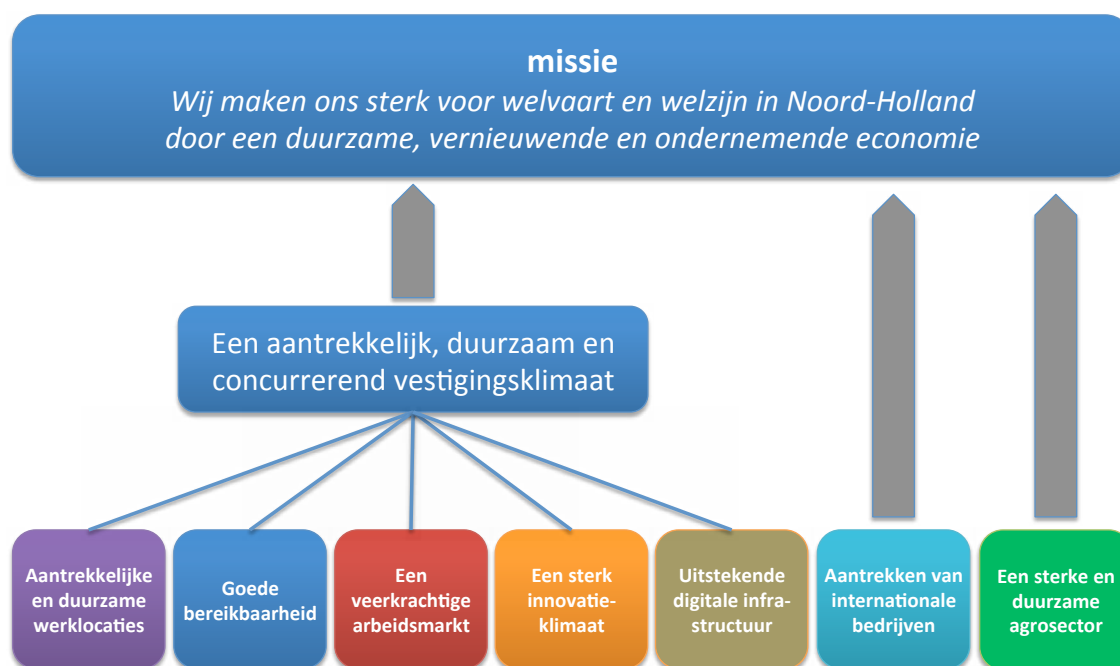 missie
Wij maken ons sterk voor welvaart en welzijn in Noord-Holland
door een duurzame, vernieuwende en ondernemende economie
Een aantrekkelijk, duurzaam en
concurrerend vestigingsklimaat
Aantrekkelijke
en duurzame
werklocaties
Goede
bereikbaarheid
Een
veerkrachtige
arbeidsmarkt
Een sterk
innovatie-
klimaat
Uitstekende
digitale infra-
structuur
Aantrekken van
internationale
bedrijven
Een sterke en
duurzame
agrosector